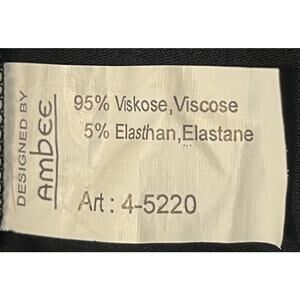 DESIGNED BY
Ambee
95% Viskose,Viscose
5% Elasthan,Elastane
Art : 4-5220